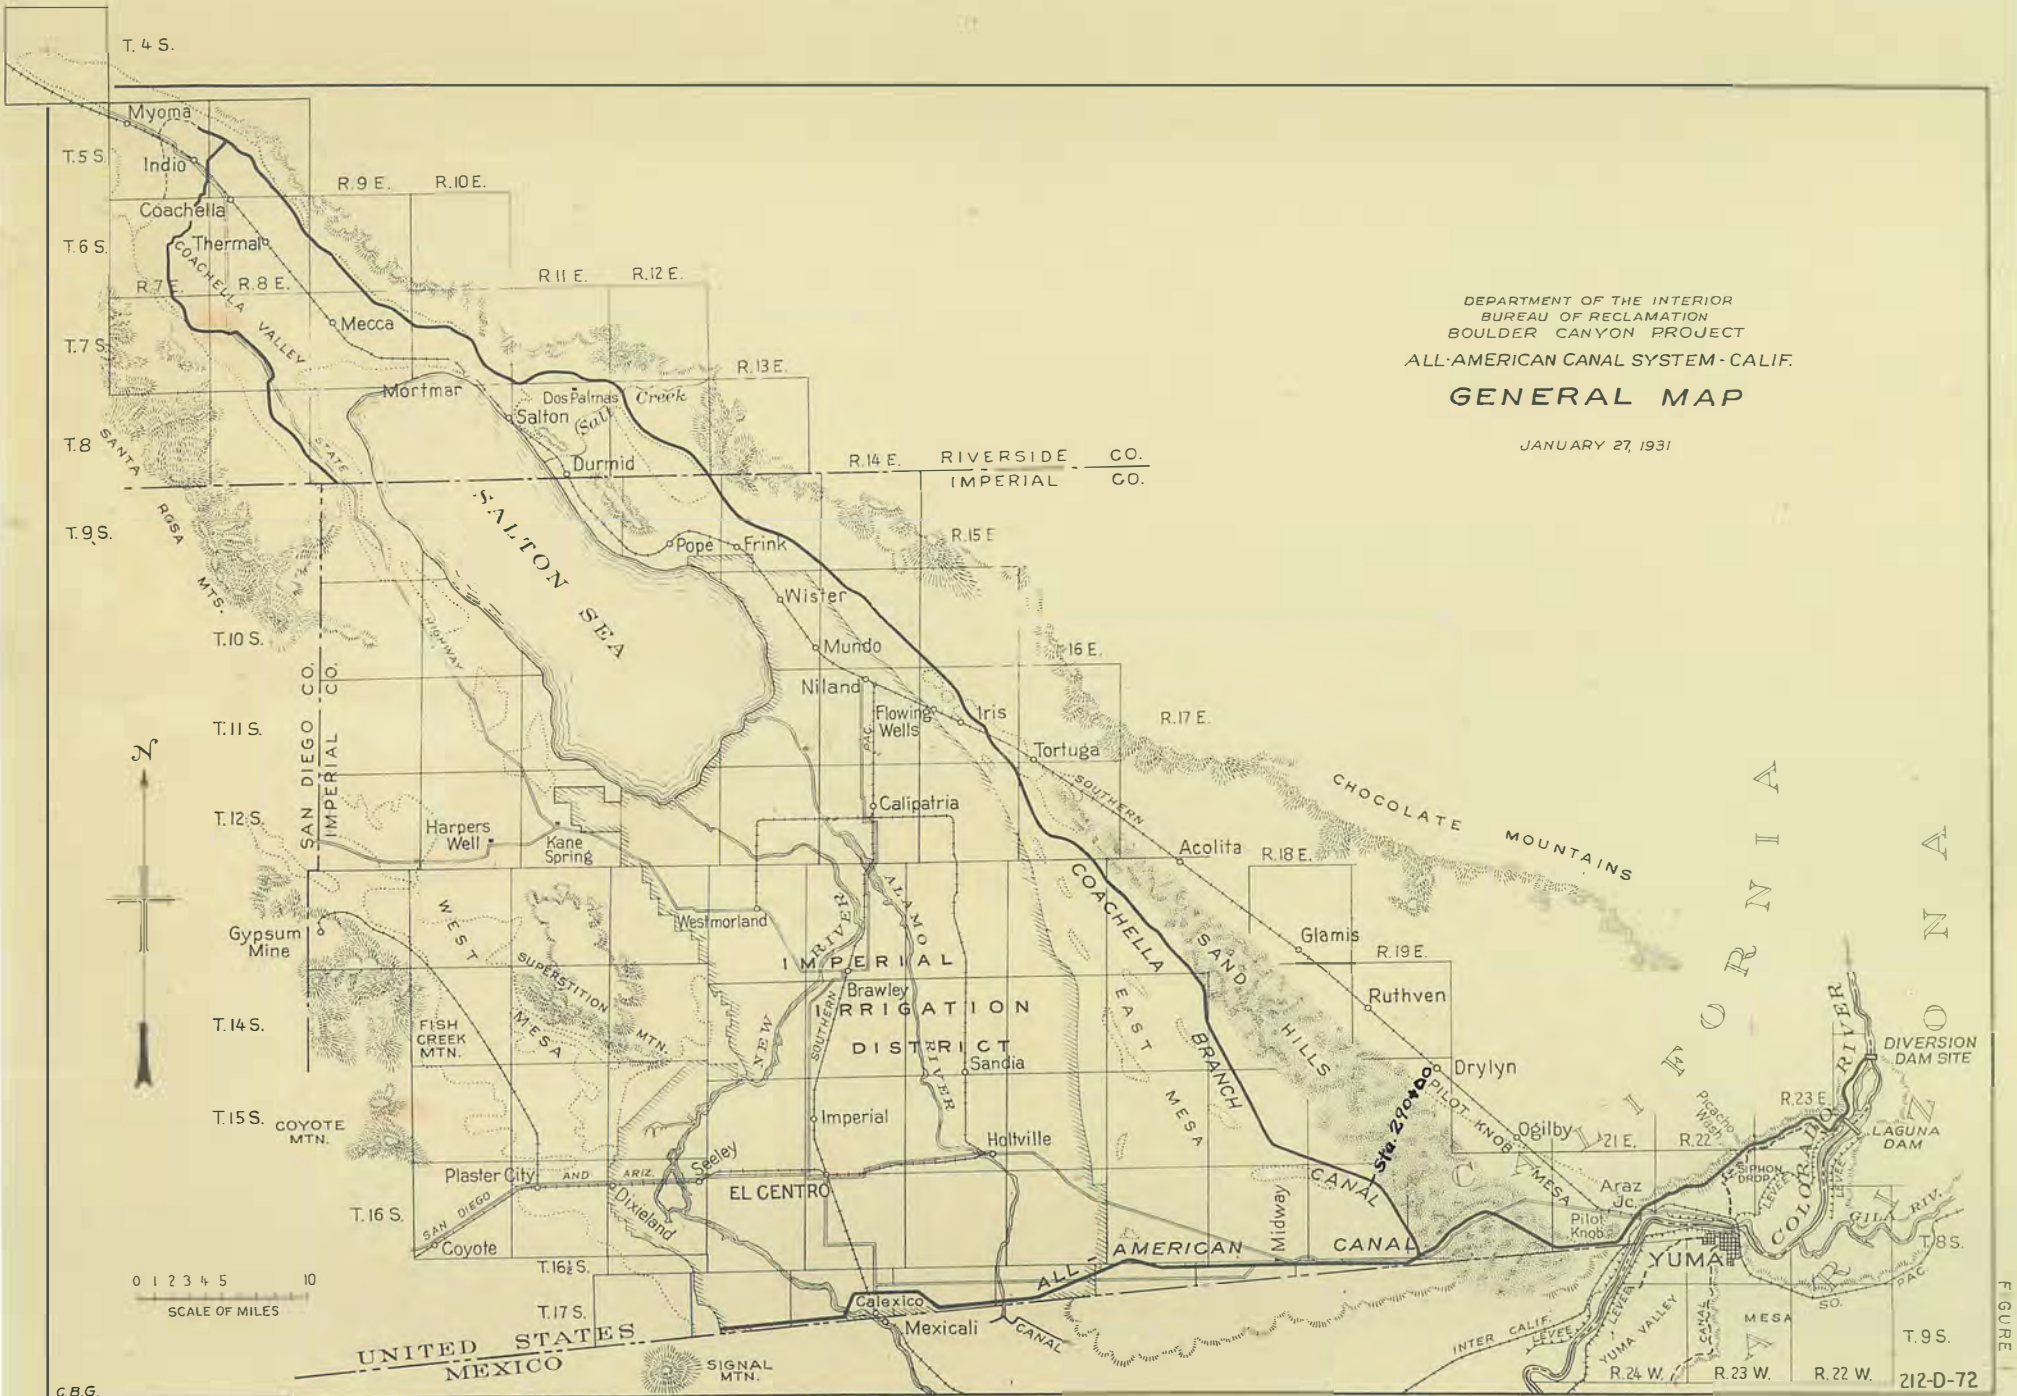 T. 4 S.
Myoma
T. 5 S.
Indio
R. 9 E.
R. 10 E.
Coachella
T. 6 S.
Thermal
COACHELLA VALLEY
R. 7 E.
R. 8 E.
R 11 E.
R. 12 E.
Mecca
T. 7 S.
R. 13 E.
Mortmar
Dos Palmas
(Salt Creek
Salton
T. 8
STATE
SANTA ROSA MTS.
Durmid
R. 14 E.
RIVERSIDE CO.
IMPERIAL CO.
DEPARTMENT OF THE INTERIOR
BUREAU OF RECLAMATION
BOULDER CANYON PROJECT
ALL-AMERICAN CANAL SYSTEM - CALIF.
GENERAL MAP
JANUARY 27, 1931
SALTON SEA
T. 9 S.
Pope
Frink
R. 15 E
Wister
HIGHWAY
T. 10 S.
Mundo
16 E.
SAN DIEGO CO.
IMPERIAL CO.
Niland
Flowing
Wells
Iris
R. 17 E.
T. 11 S.
PAC.
Tortuga
SOUTHERN
CHOCOLATE MOUNTAINS
Calipatria
T. 12 S.
Harpers
Well
Kane
Spring
Acolita
R. 18 E.
CALIFORNIA
ARIZONA
COACHELLA BRANCH CANAL
Westmorland
Gypsum
Mine
WEST MESA
SUPERSTITION MTN.
NEW RIVER
ALAMO RIVER
IMPERIAL
IRRIGATION
DISTRICT
Brawley
SOUTHERN
Glamis
R. 19 E.
SAND HILLS
Ruthven
T. 14 S.
FISH
CREEK
MTN.
EAST MESA
Sandia
Drylyn
Sta. 290+00
PILOT KNOB MESA
COLORADO RIVER
DIVERSION
DAM SITE
T. 15 S.
COYOTE
MTN.
Imperial
Holtville
Ogilby
21 E.
R. 22
Picacho
Wash
R. 23 E.
LAGUNA
DAM
Plaster City
SAN DIEGO AND ARIZ.
Seeley
Dixieland
EL CENTRO
SIPHON
DROP
LEVEE
LEVEE
Araz
Jc.
T. 16 S.
Coyote
Midway
Pilot
Knob
GILA RIV.
YUMA
T. 8 S.
ALL AMERICAN CANAL
T. 16½ S.
0 1 2 3 4 5 10
SCALE OF MILES
T. 17 S.
Calexico
Mexicali
CANAL
SO. PAC.
UNITED STATES
MEXICO
SIGNAL
MTN.
INTER CALIF.
LEVEE
LEVEE
YUMA VALLEY
CANAL
MESA
T. 9 S.
R. 24 W.
R. 23 W.
R. 22 W.
212-D-72
FIGURE
C.B.G.